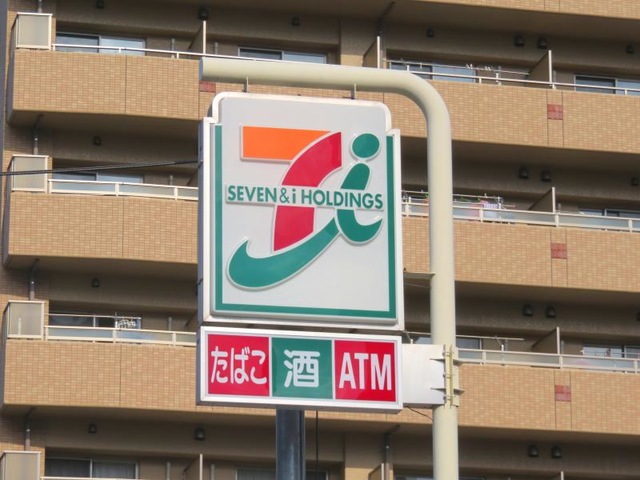 SEVEN & i HOLDINGS
たばこ 酒 ATM